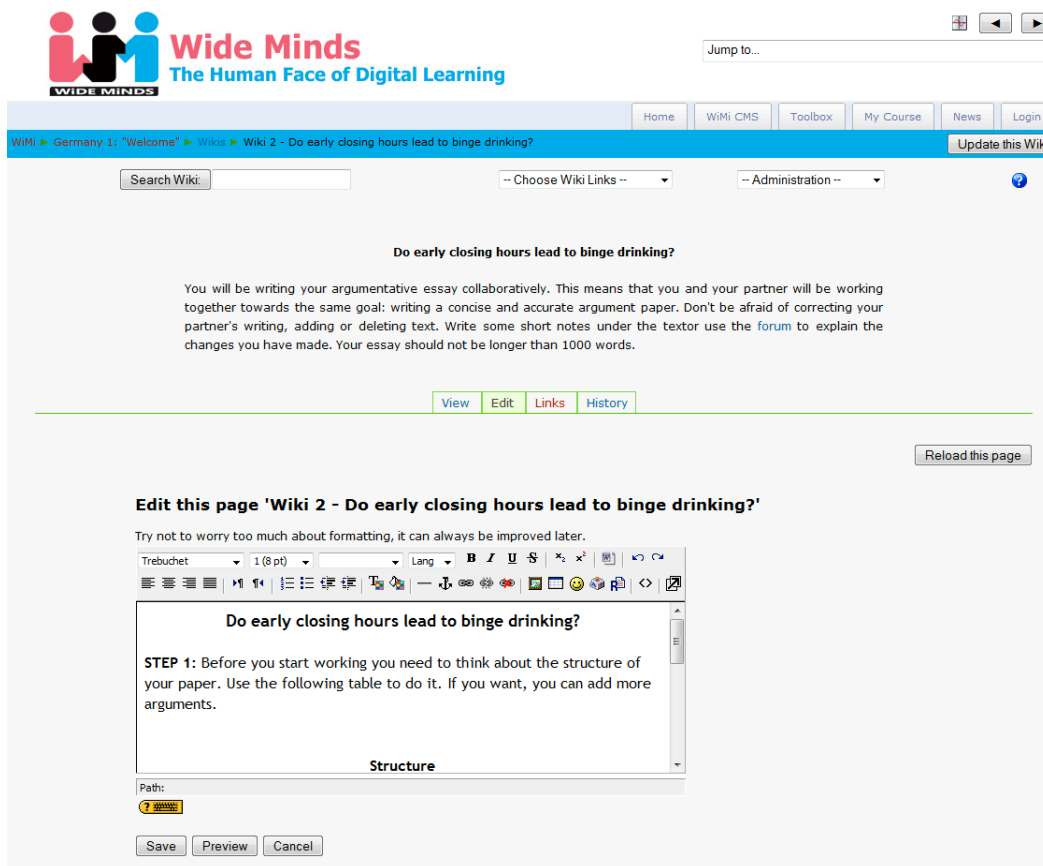 Wide Minds
The Human Face of Digital Learning
WiDE MiNDS
Jump to...
Home WiMi CMS Toolbox My Course News Login
WiMi ► Germany 1: "Welcome" ► Wikis ► Wiki 2 - Do early closing hours lead to binge drinking?
Update this Wik
Search Wiki: -- Choose Wiki Links -- -- Administration --
?
Do early closing hours lead to binge drinking?
You will be writing your argumentative essay collaboratively. This means that you and your partner will be working
together towards the same goal: writing a concise and accurate argument paper. Don't be afraid of correcting your
partner's writing, adding or deleting text. Write some short notes under the textor use the forum to explain the
changes you have made. Your essay should not be longer than 1000 words.
View Edit Links History
Reload this page
Edit this page 'Wiki 2 - Do early closing hours lead to binge drinking?'
Try not to worry too much about formatting, it can always be improved later.
Trebuchet 1 (8 pt) Lang B I U S x₂ x²
Do early closing hours lead to binge drinking?
STEP 1: Before you start working you need to think about the structure of
your paper. Use the following table to do it. If you want, you can add more
arguments.
Structure
Path:
?
Save Preview Cancel